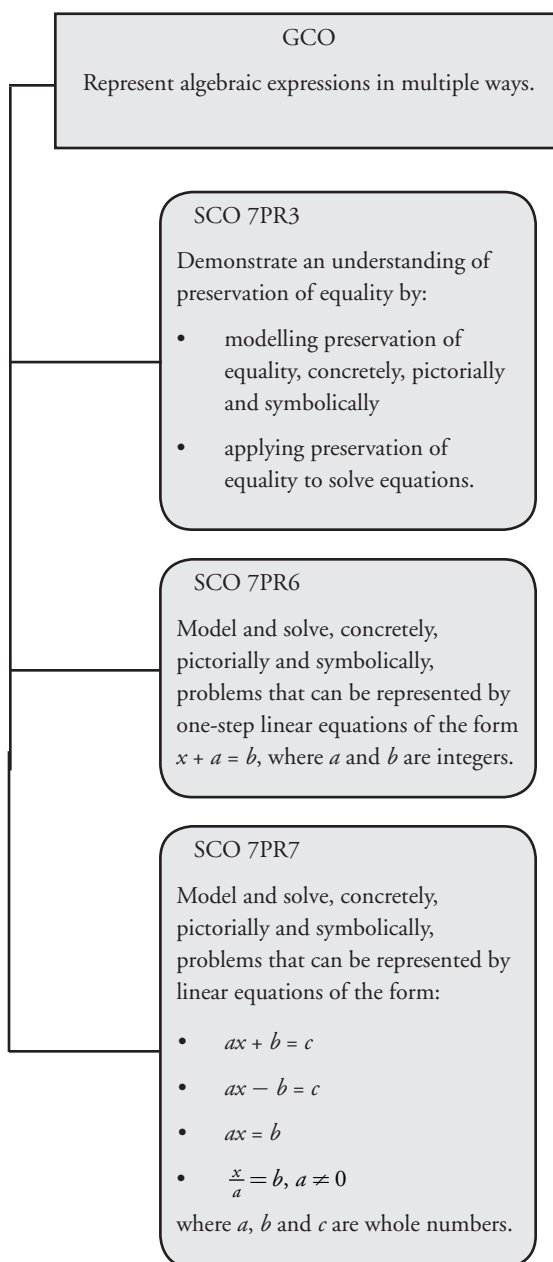 GCO
Represent algebraic expressions in multiple ways.
SCO 7PR3
Demonstrate an understanding of
preservation of equality by:
• modelling preservation of
equality, concretely, pictorially
and symbolically
• applying preservation of
equality to solve equations.
SCO 7PR6
Model and solve, concretely,
pictorially and symbolically,
problems that can be represented by
one-step linear equations of the form
x + a = b, where a and b are integers.
SCO 7PR7
Model and solve, concretely,
pictorially and symbolically,
problems that can be represented by
linear equations of the form:
• ax + b = c
• ax − b = c
• ax = b
• x/a = b, a ≠ 0
where a, b and c are whole numbers.